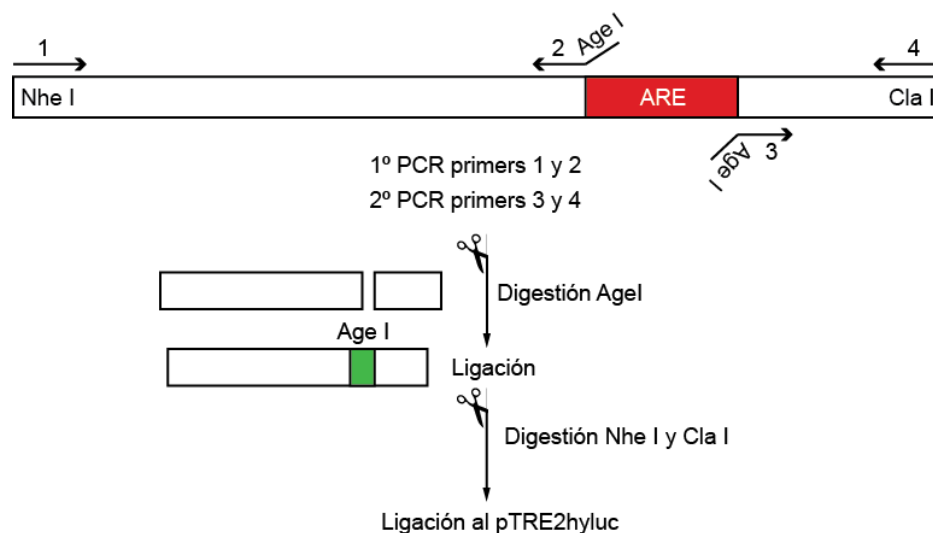 1
2
Age I
4
Nhe I
ARE
Cla I
Age I
3
1º PCR primers 1 y 2
2º PCR primers 3 y 4
Digestión AgeI
Age I
Ligación
Digestión Nhe I y Cla I
Ligación al pTRE2hyluc